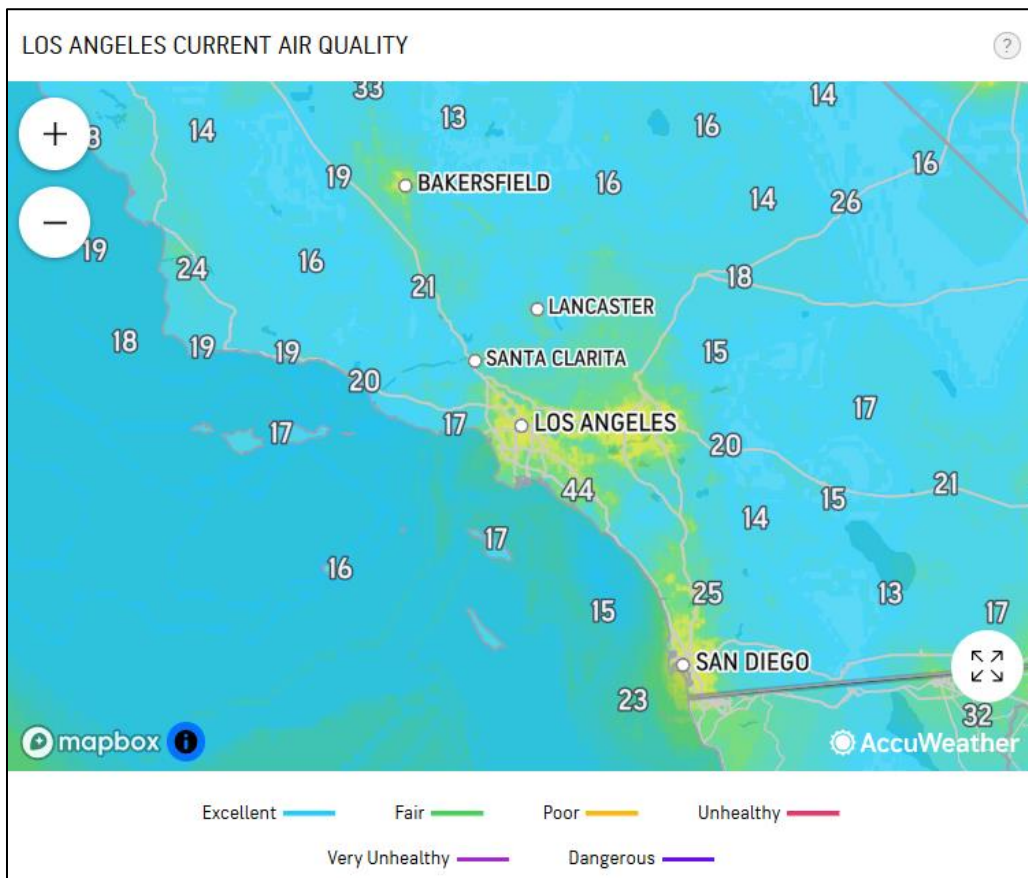 LOS ANGELES CURRENT AIR QUALITY
?
33
14
13
+
8
14
16
16
19
BAKERSFIELD
16
14
26
−
19
24
16
21
18
LANCASTER
18
19
19
SANTA CLARITA
15
20
17
17
17
LOS ANGELES
20
44
15
21
14
17
16
15
25
13
17
SAN DIEGO
23
32
mapbox
i
AccuWeather
Excellent
Fair
Poor
Unhealthy
Very Unhealthy
Dangerous